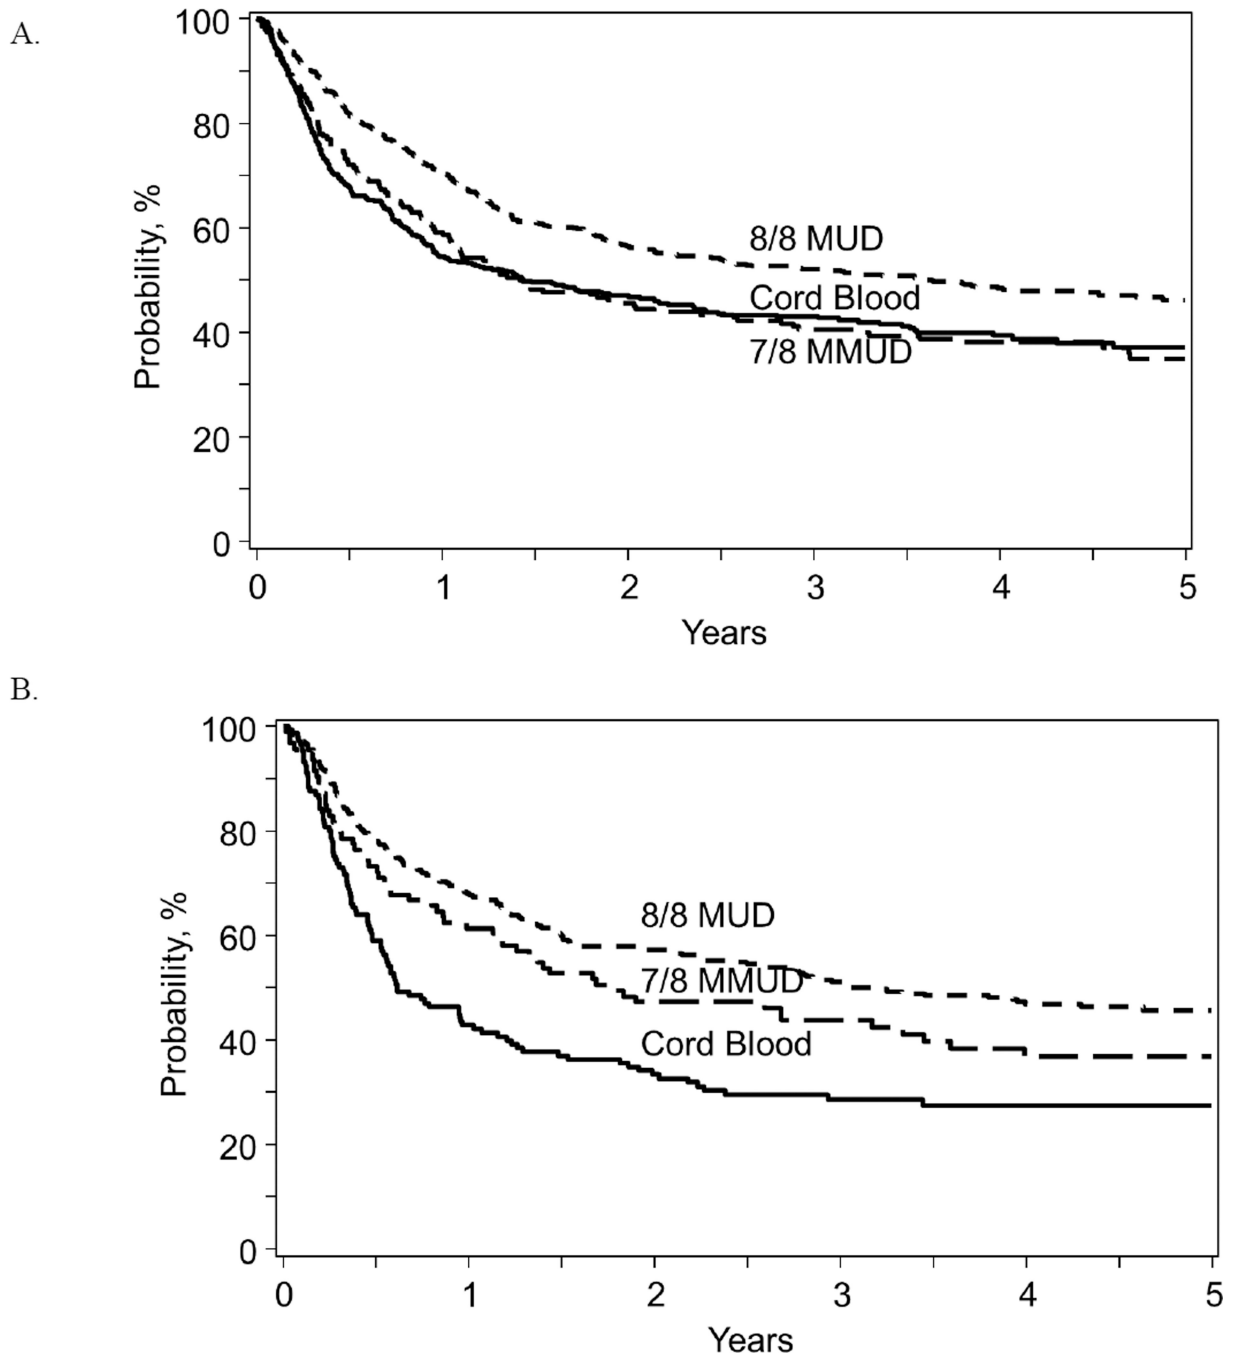 A.
100
80
60
40
20
0
Probability, %
8/8 MUD
Cord Blood
7/8 MMUD
0 1 2 3 4 5
Years
B.
100
80
60
40
20
0
Probability, %
8/8 MUD
7/8 MMUD
Cord Blood
0 1 2 3 4 5
Years